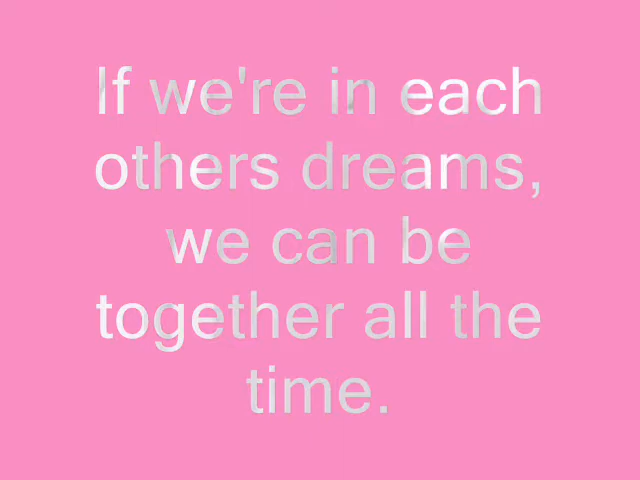 If we're in each
others dreams,
we can be
together all the
time.